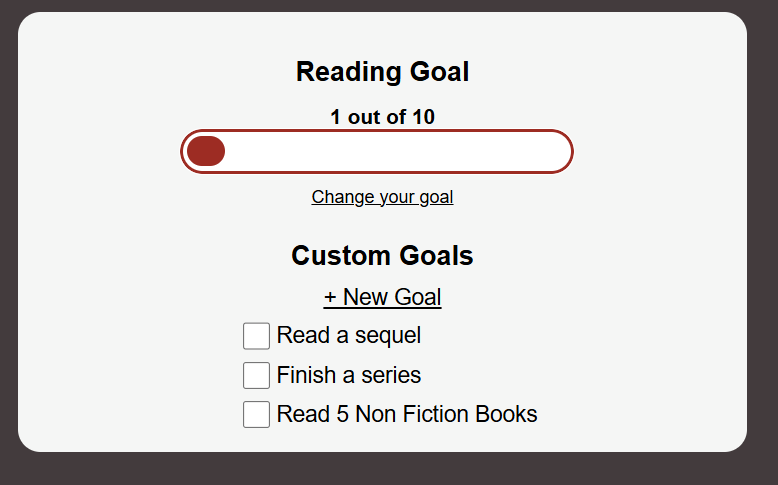 Reading Goal
1 out of 10
Change your goal
Custom Goals
+ New Goal
Read a sequel
Finish a series
Read 5 Non Fiction Books